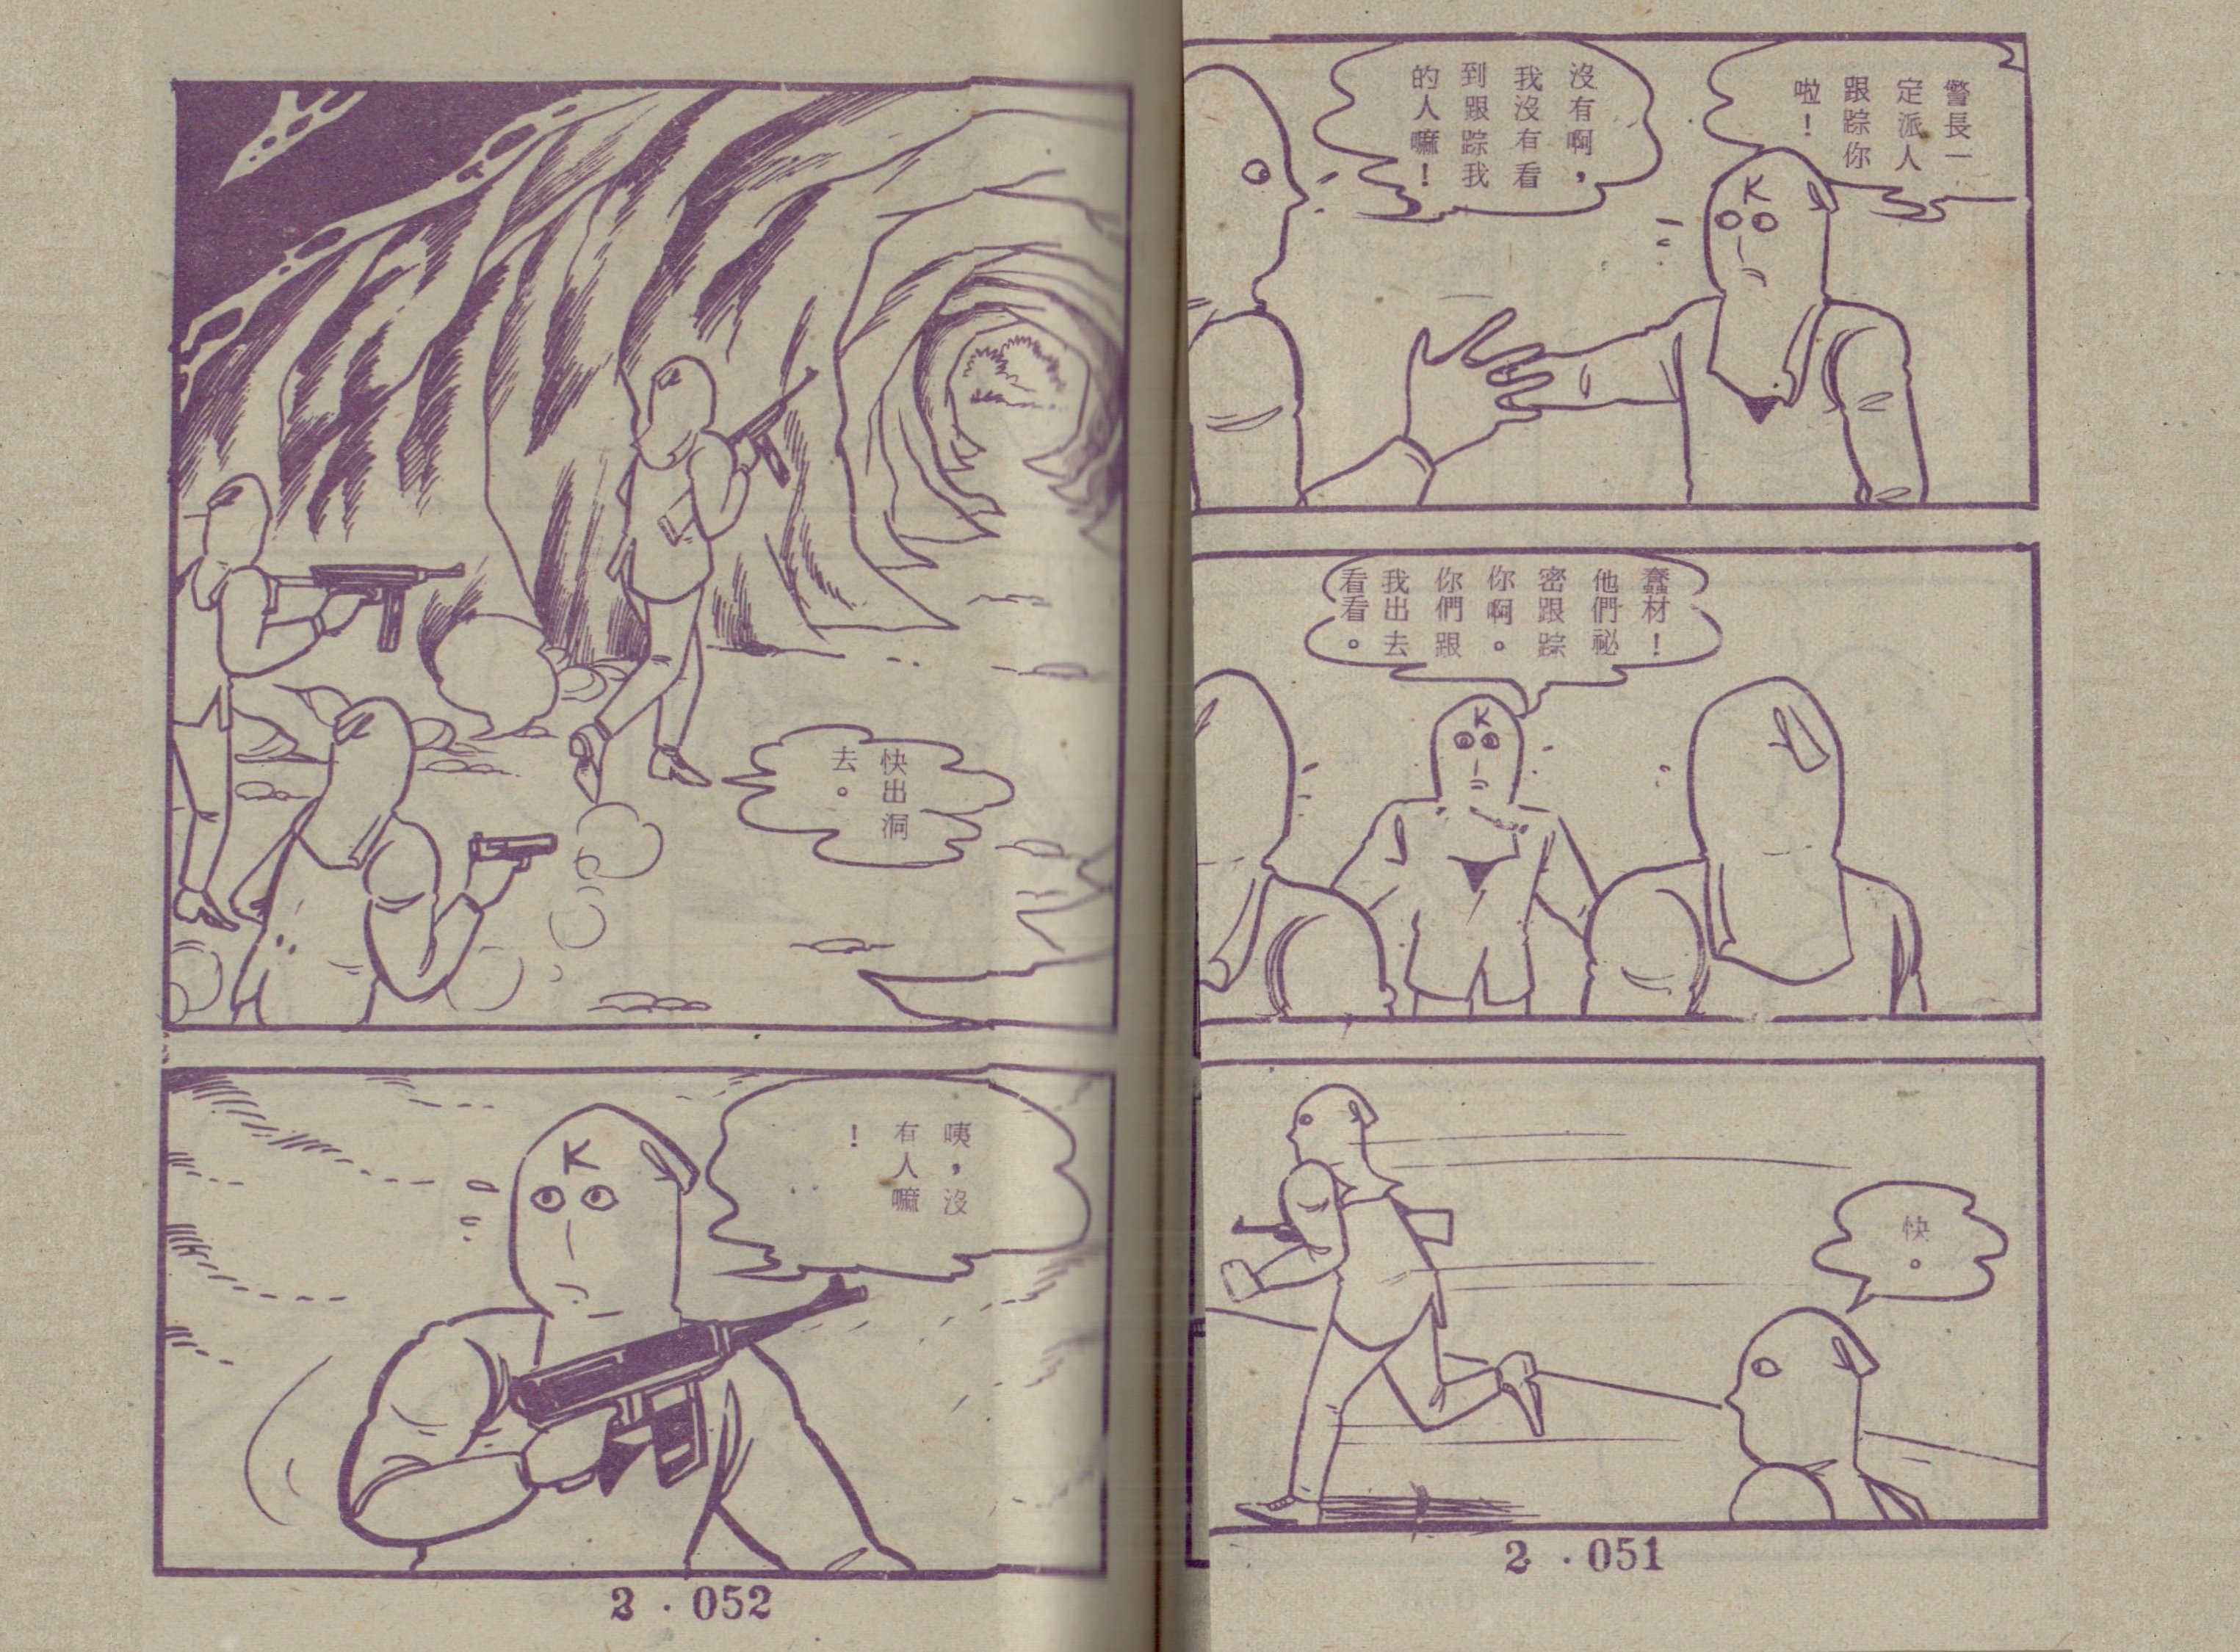 警長一
定派人
跟踪你
啦！
沒有啊，
我沒有看
到跟踪我
的人嘛！
K
蠢材！
他們祕
密跟踪
你啊。
你們跟
我出去
看看。
K
快。
2．051
快出洞
去。
咦，沒
有人嘛
！
K
2．052